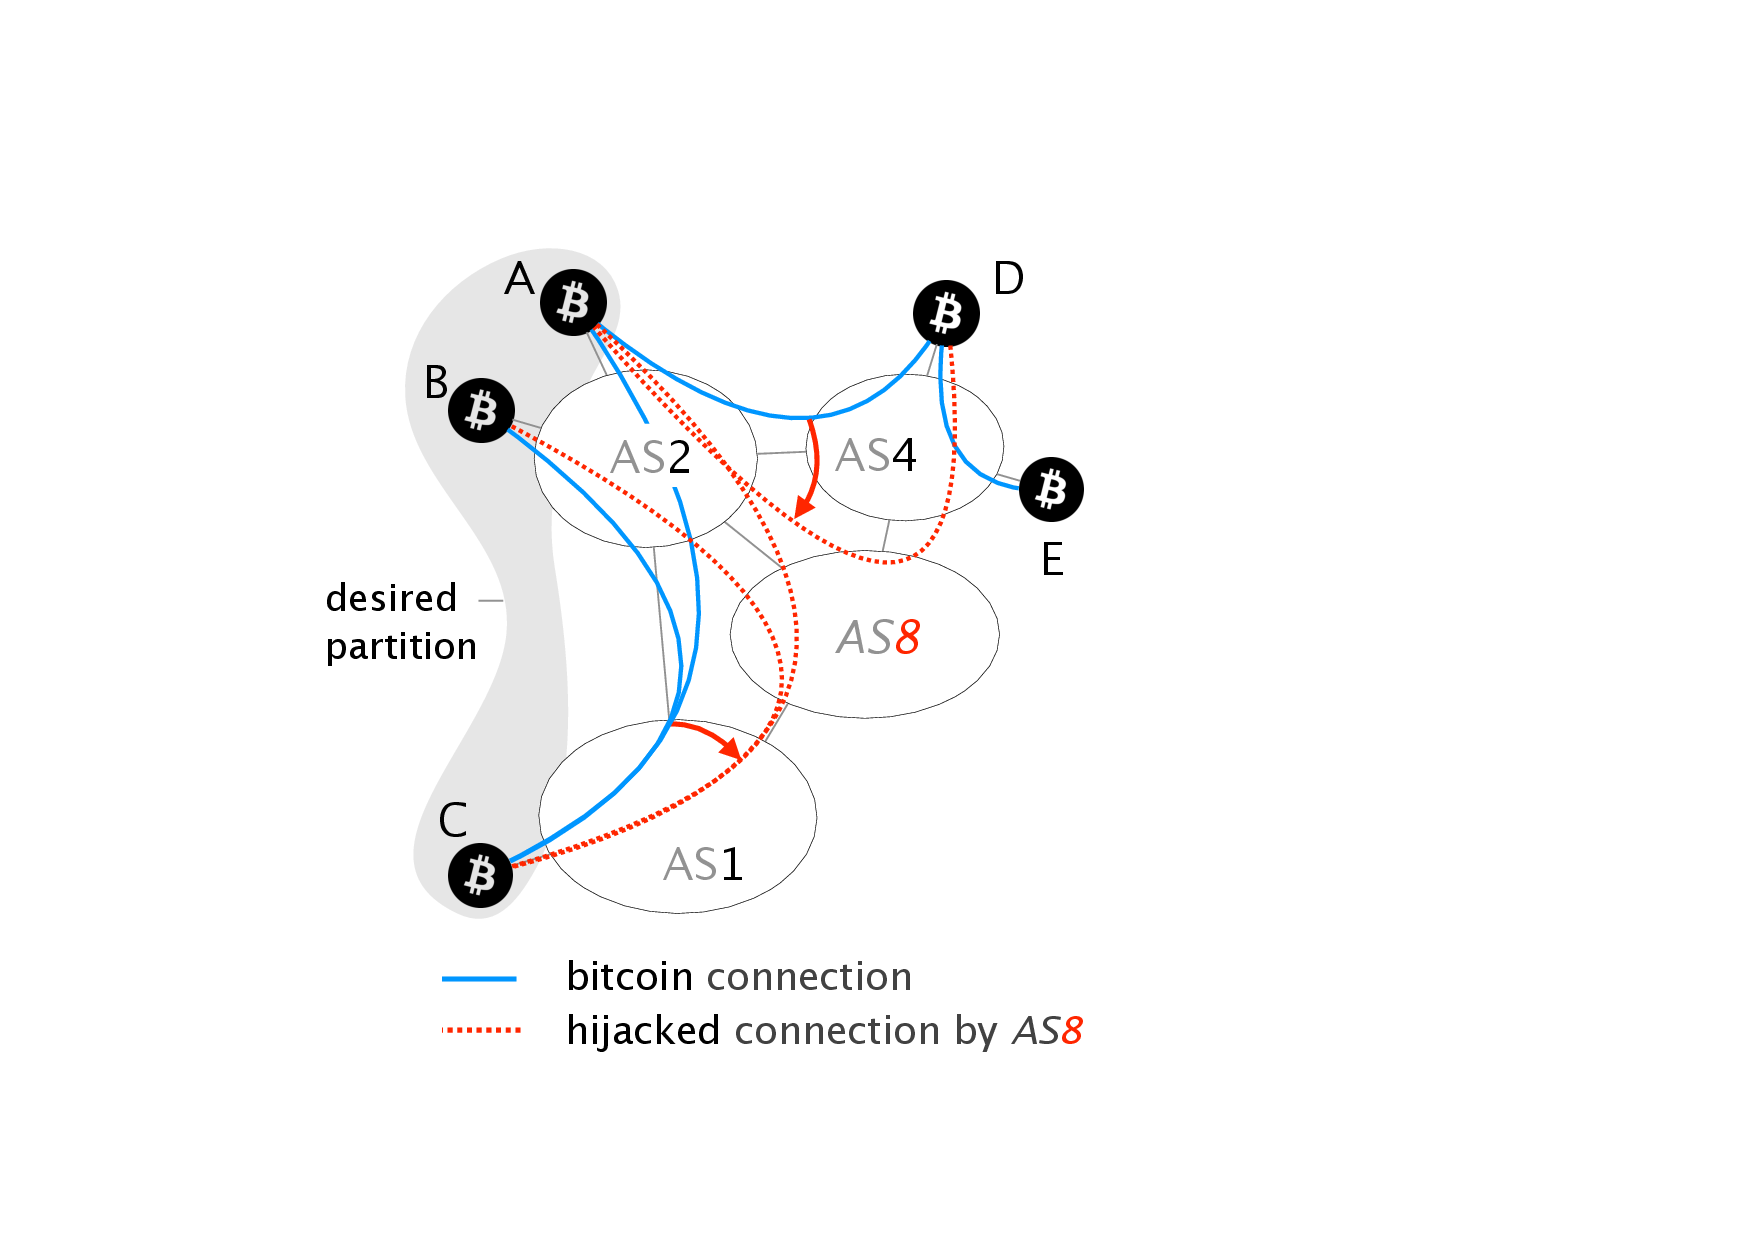 A
D
B
AS2
AS4
E
desired
partition
AS8
C
AS1
bitcoin connection
hijacked connection by AS8